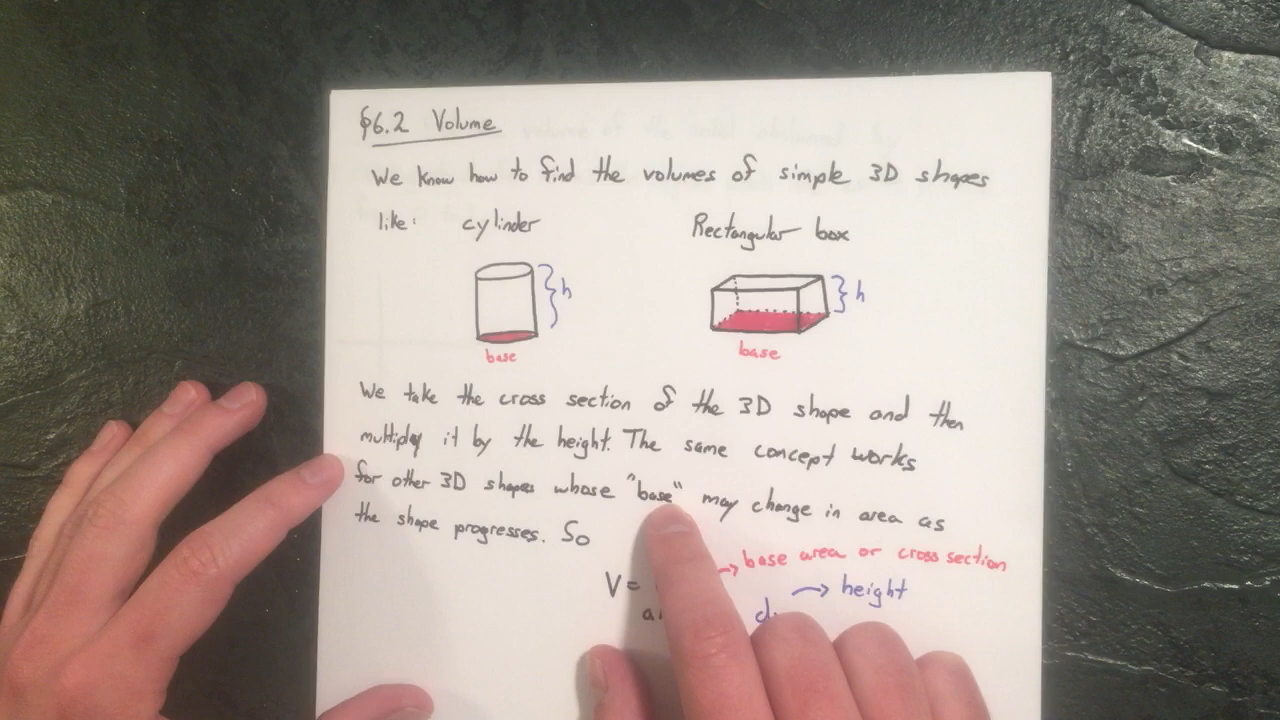 §6.2 Volume
We know how to find the volumes of simple 3D shapes
like: cylinder Rectangular box
h h
base base
We take the cross section of the 3D shape and then
multiply it by the height. The same concept works
for other 3D shapes whose "base" may change in area as
the shape progresses. So
→ base area or cross section
V = → height